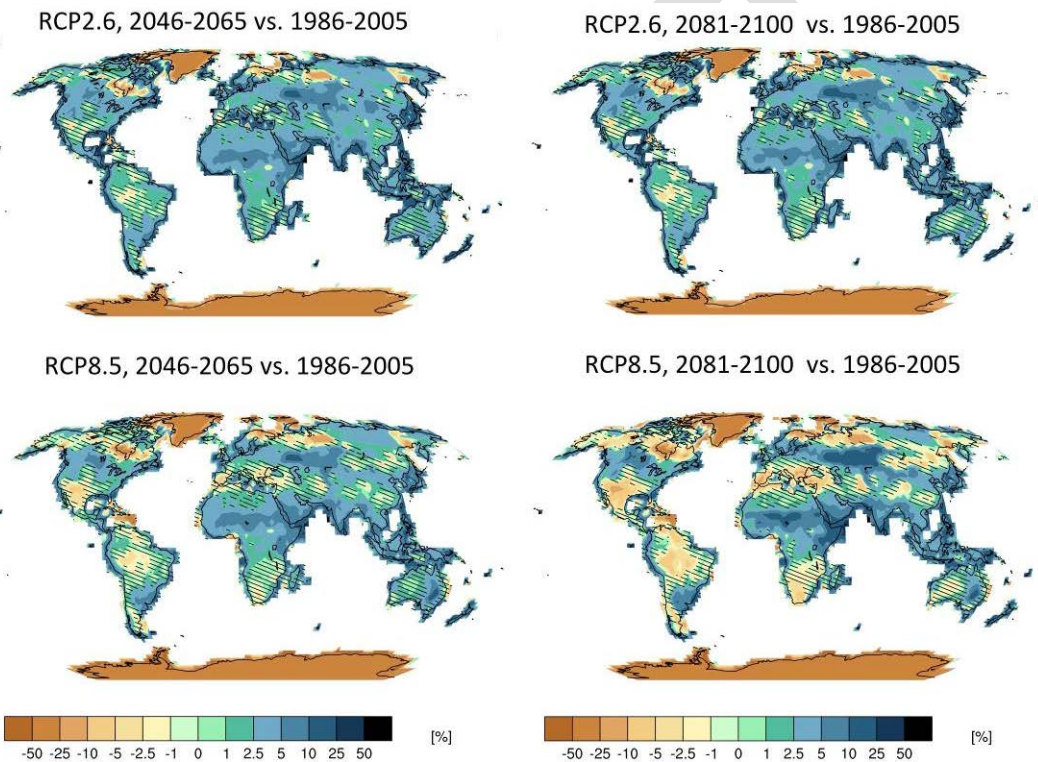 RCP2.6, 2046-2065 vs. 1986-2005
RCP2.6, 2081-2100 vs. 1986-2005
RCP8.5, 2046-2065 vs. 1986-2005
RCP8.5, 2081-2100 vs. 1986-2005
-50 -25 -10 -5 -2.5 -1 0 1 2.5 5 10 25 50 [%]
-50 -25 -10 -5 -2.5 -1 0 1 2.5 5 10 25 50 [%]